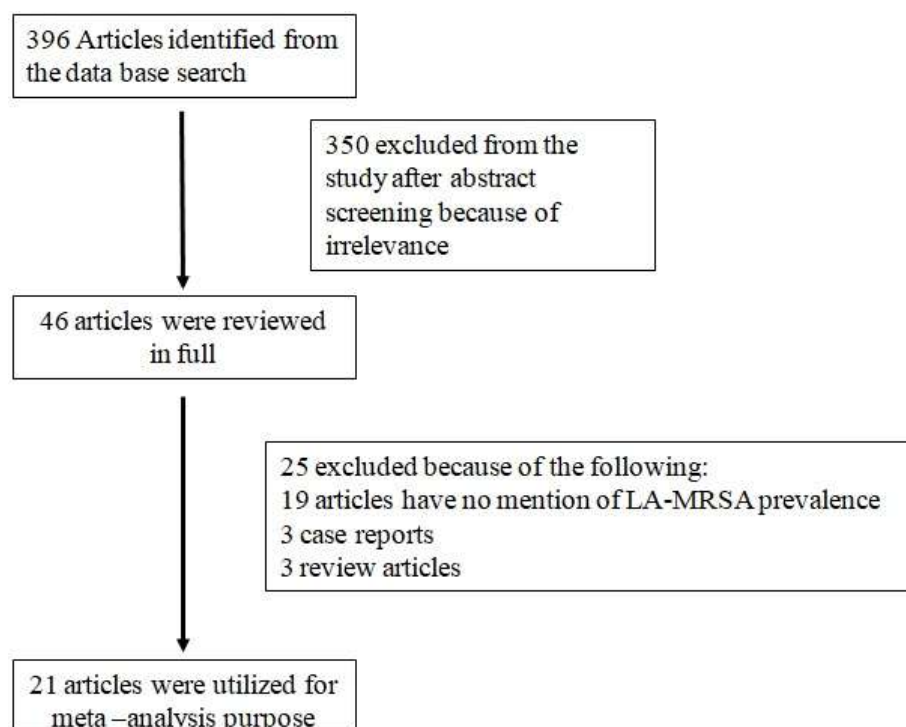 396 Articles identified from
the data base search
350 excluded from the
study after abstract
screening because of
irrelevance
46 articles were reviewed
in full
25 excluded because of the following:
19 articles have no mention of LA-MRSA prevalence
3 case reports
3 review articles
21 articles were utilized for
meta –analysis purpose